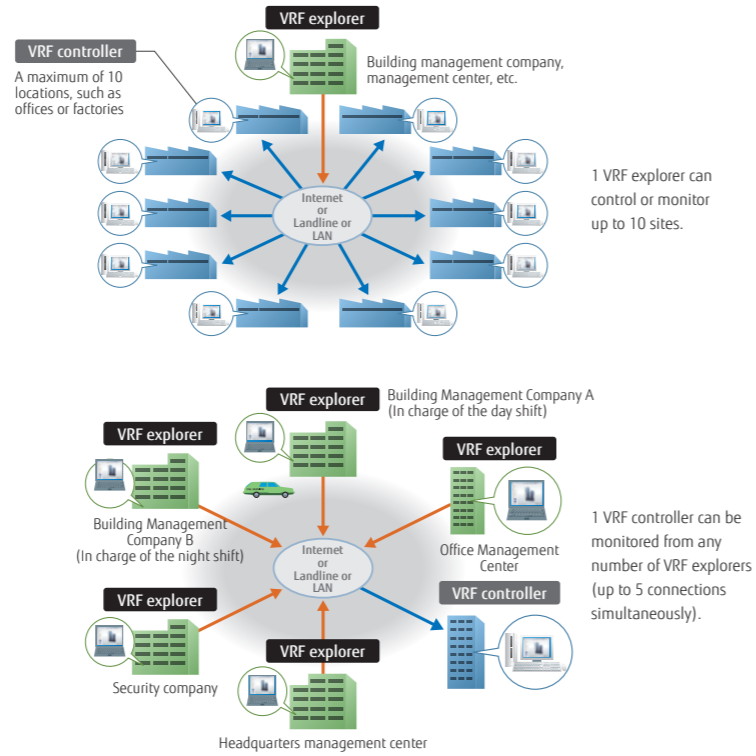 VRF explorer
VRF controller
A maximum of 10
locations, such as
offices or factories
Building management company,
management center, etc.
Internet
or
Landline or
LAN
1 VRF explorer can
control or monitor
up to 10 sites.
VRF explorer
Building Management Company A
(In charge of the day shift)
VRF explorer
Building Management
Company B
(In charge of the night shift)
VRF explorer
Office Management
Center
Internet
or
Landline or
LAN
1 VRF controller can be
monitored from any
number of VRF explorers
(up to 5 connections
simultaneously).
VRF explorer
Security company
VRF controller
VRF explorer
Headquarters management center